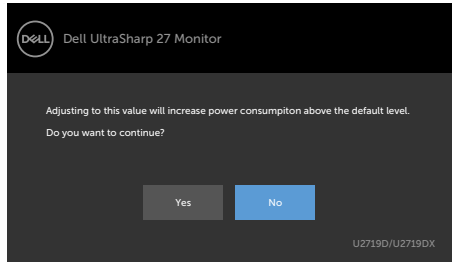 DELL Dell UltraSharp 27 Monitor
Adjusting to this value will increase power consumpiton above the default level.
Do you want to continue?
Yes No
U2719D/U2719DX